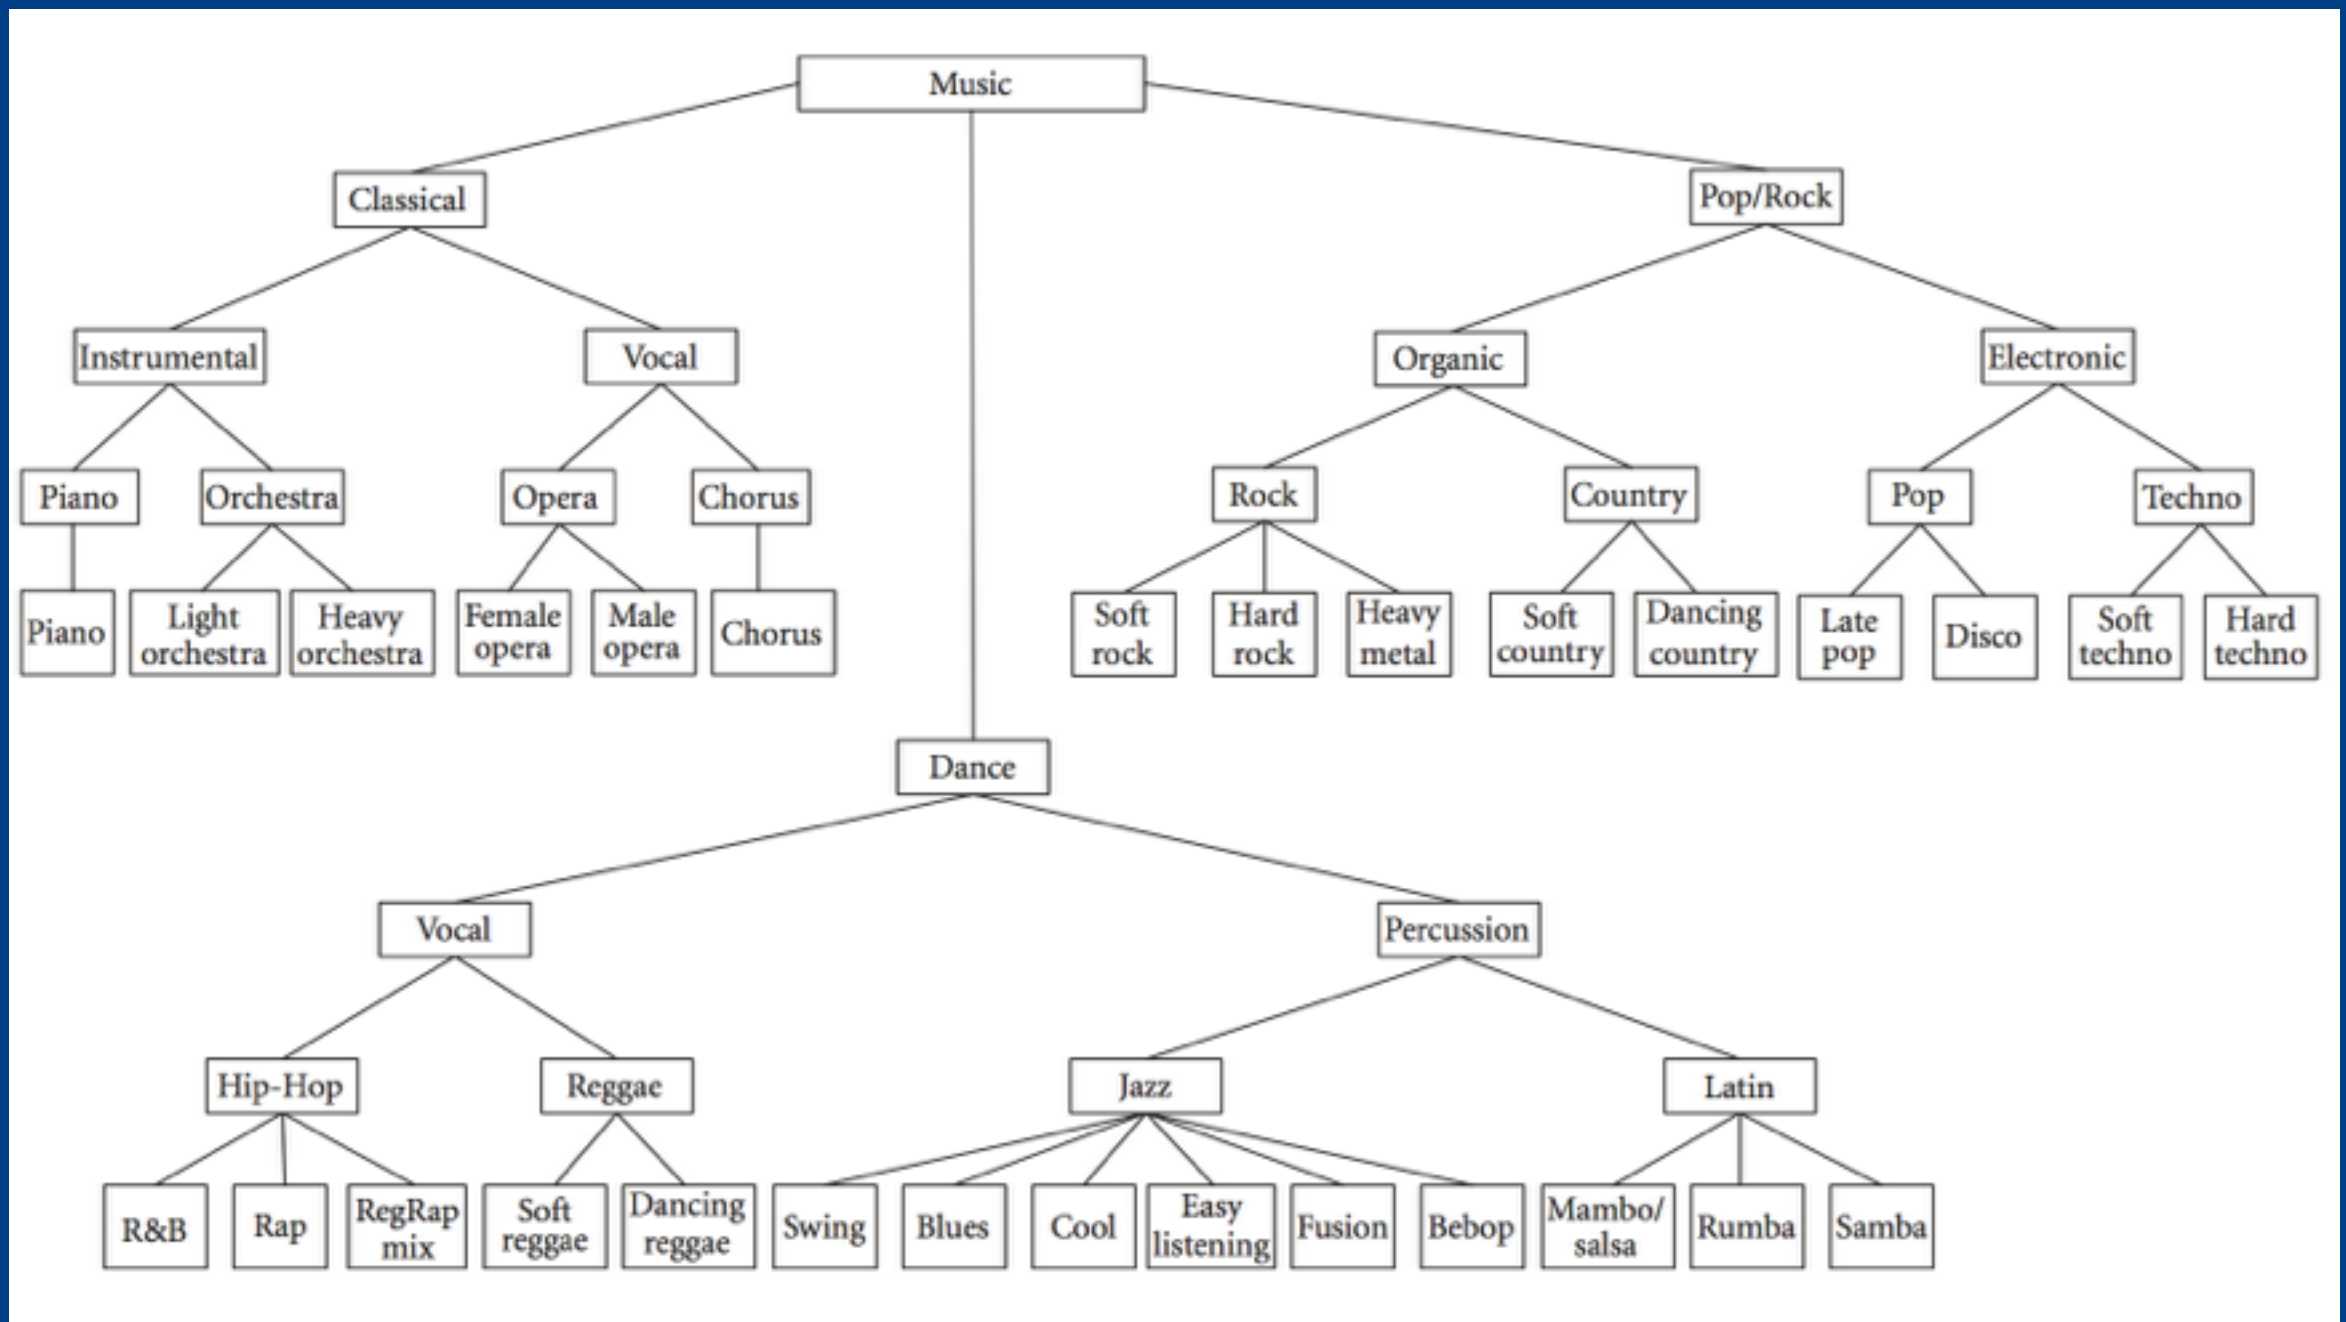 Music
Classical
Pop/Rock
Instrumental
Vocal
Organic
Electronic
Piano
Orchestra
Opera
Chorus
Rock
Country
Pop
Techno
Piano
Light
orchestra
Heavy
orchestra
Female
opera
Male
opera
Chorus
Soft
rock
Hard
rock
Heavy
metal
Soft
country
Dancing
country
Late
pop
Disco
Soft
techno
Hard
techno
Dance
Vocal
Percussion
Hip-Hop
Reggae
Jazz
Latin
R&B
Rap
RegRap
mix
Soft
reggae
Dancing
reggae
Swing
Blues
Cool
Easy
listening
Fusion
Bebop
Mambo/
salsa
Rumba
Samba